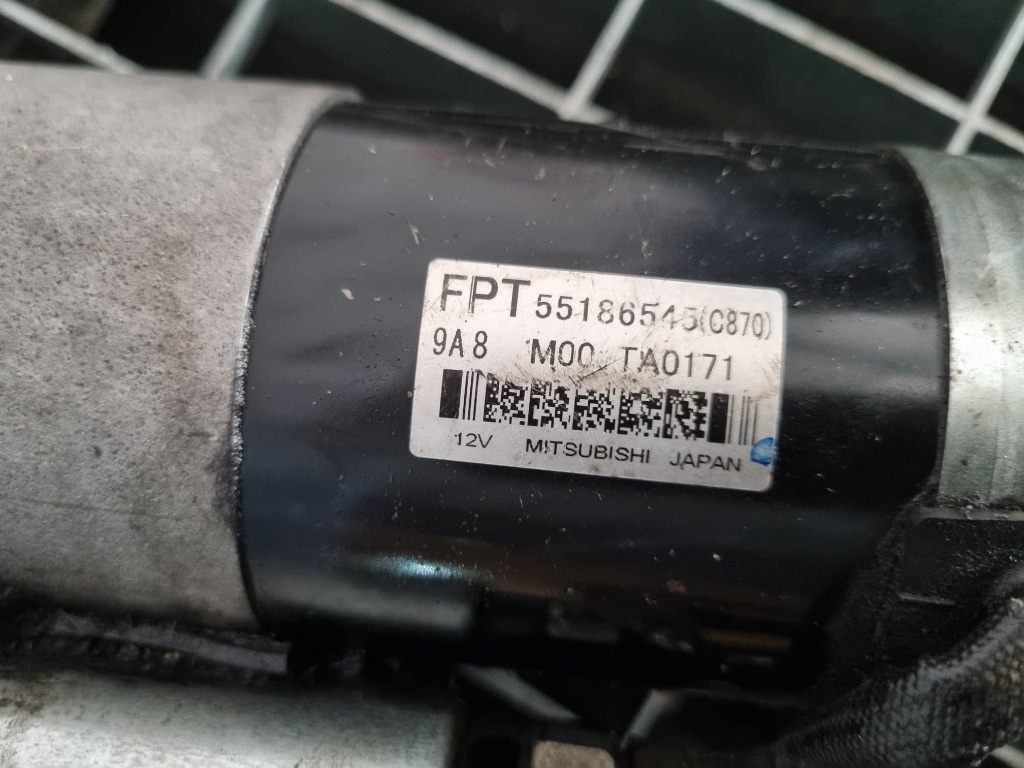 FPT 55186545(C870)
9A8 M00 TA0171
12V MITSUBISHI JAPAN